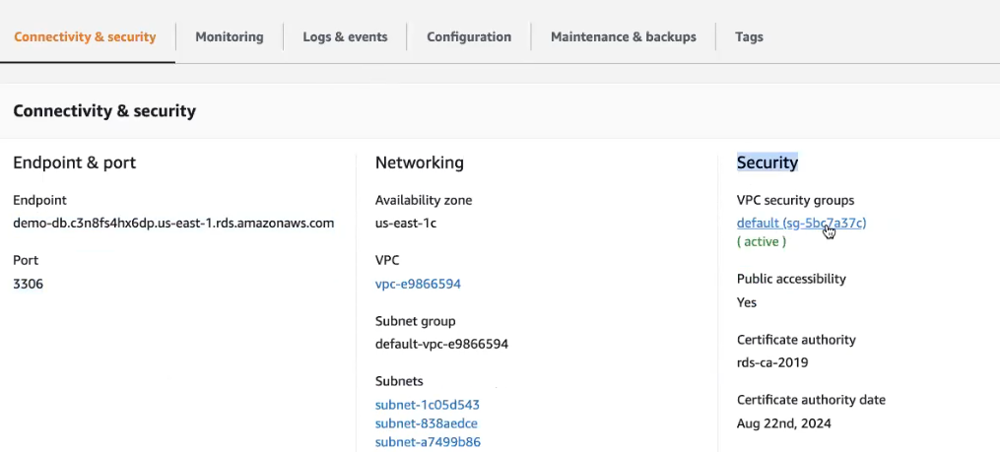 Connectivity & security
Monitoring
Logs & events
Configuration
Maintenance & backups
Tags
Connectivity & security
Endpoint & port
Endpoint
demo-db.c3n8fs4hx6dp.us-east-1.rds.amazonaws.com
Port
3306
Networking
Availability zone
us-east-1c
VPC
vpc-e9866594
Subnet group
default-vpc-e9866594
Subnets
subnet-1c05d543
subnet-838aedce
subnet-a7499b86
Security
VPC security groups
default (sg-5bc7a37c)
( active )
Public accessibility
Yes
Certificate authority
rds-ca-2019
Certificate authority date
Aug 22nd, 2024